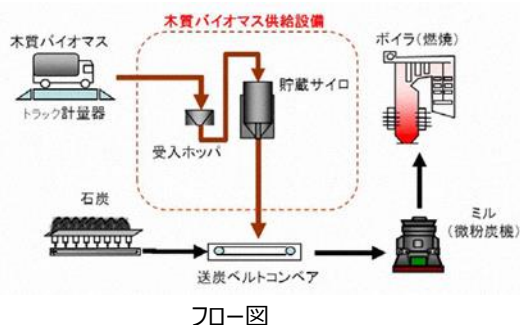 木質バイオマス供給設備
木質バイオマス
トラック計量器
受入ホッパ
貯蔵サイロ
ボイラ（燃焼）
石炭
送炭ベルトコンベア
ミル
（微粉炭機）
フロー図